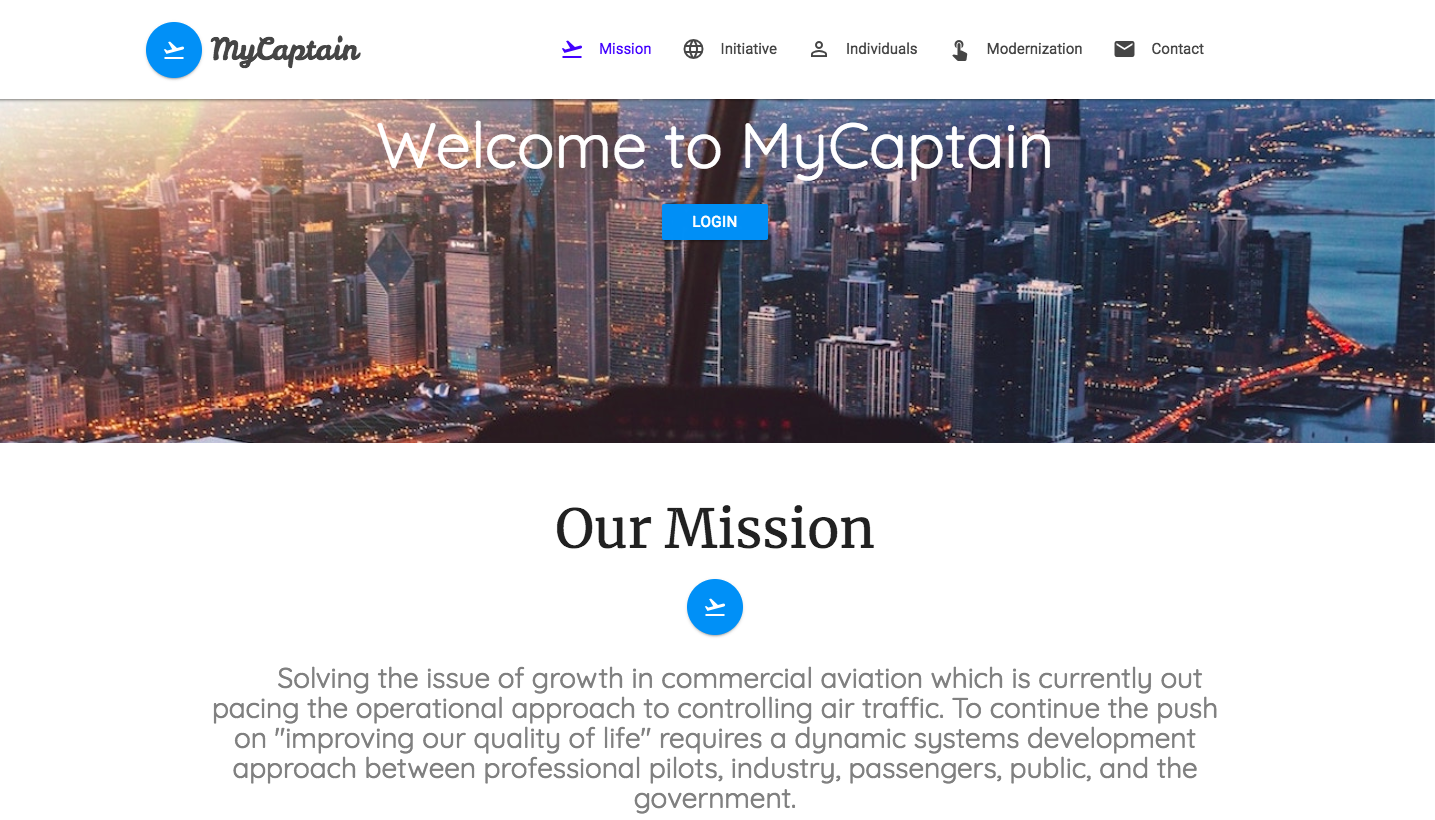 MyCaptain
Mission
Initiative
Individuals
Modernization
Contact
Welcome to MyCaptain
LOGIN
Our Mission
Solving the issue of growth in commercial aviation which is currently out
pacing the operational approach to controlling air traffic. To continue the push
on "improving our quality of life" requires a dynamic systems development
approach between professional pilots, industry, passengers, public, and the
government.